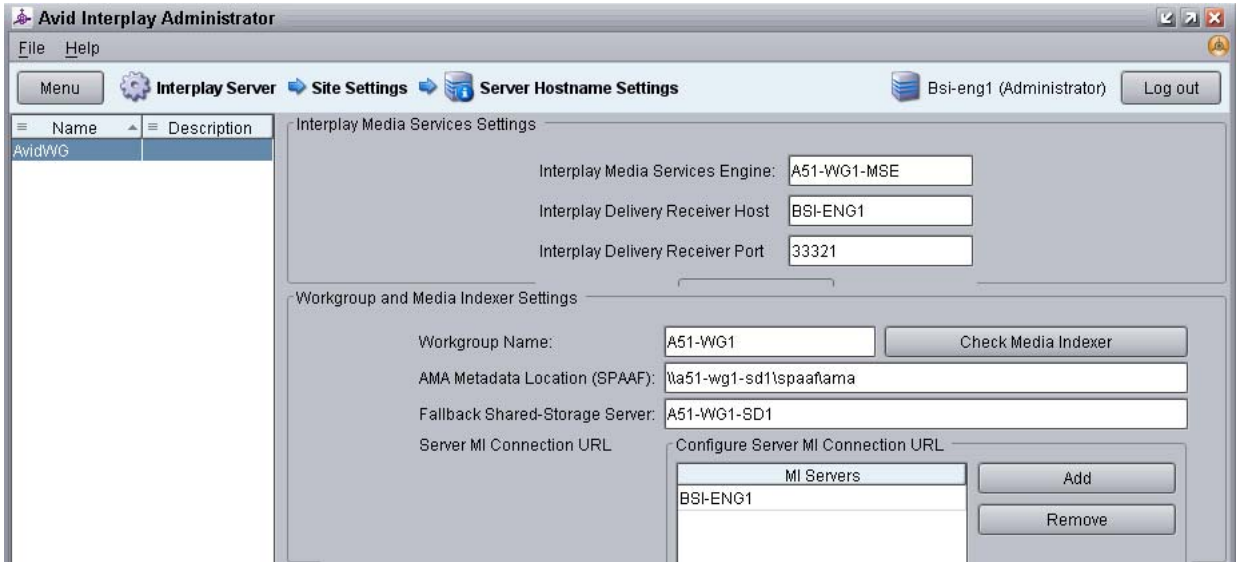 Avid Interplay Administrator
File Help
Menu Interplay Server Site Settings Server Hostname Settings Bsi-eng1 (Administrator) Log out
Name Description
AvidWG
Interplay Media Services Settings
Interplay Media Services Engine: A51-WG1-MSE
Interplay Delivery Receiver Host BSI-ENG1
Interplay Delivery Receiver Port 33321
Workgroup and Media Indexer Settings
Workgroup Name: A51-WG1 Check Media Indexer
AMA Metadata Location (SPAAF): \\a51-wg1-sd1\spaaf\ama
Fallback Shared-Storage Server: A51-WG1-SD1
Server MI Connection URL Configure Server MI Connection URL
MI Servers Add
BSI-ENG1
Remove